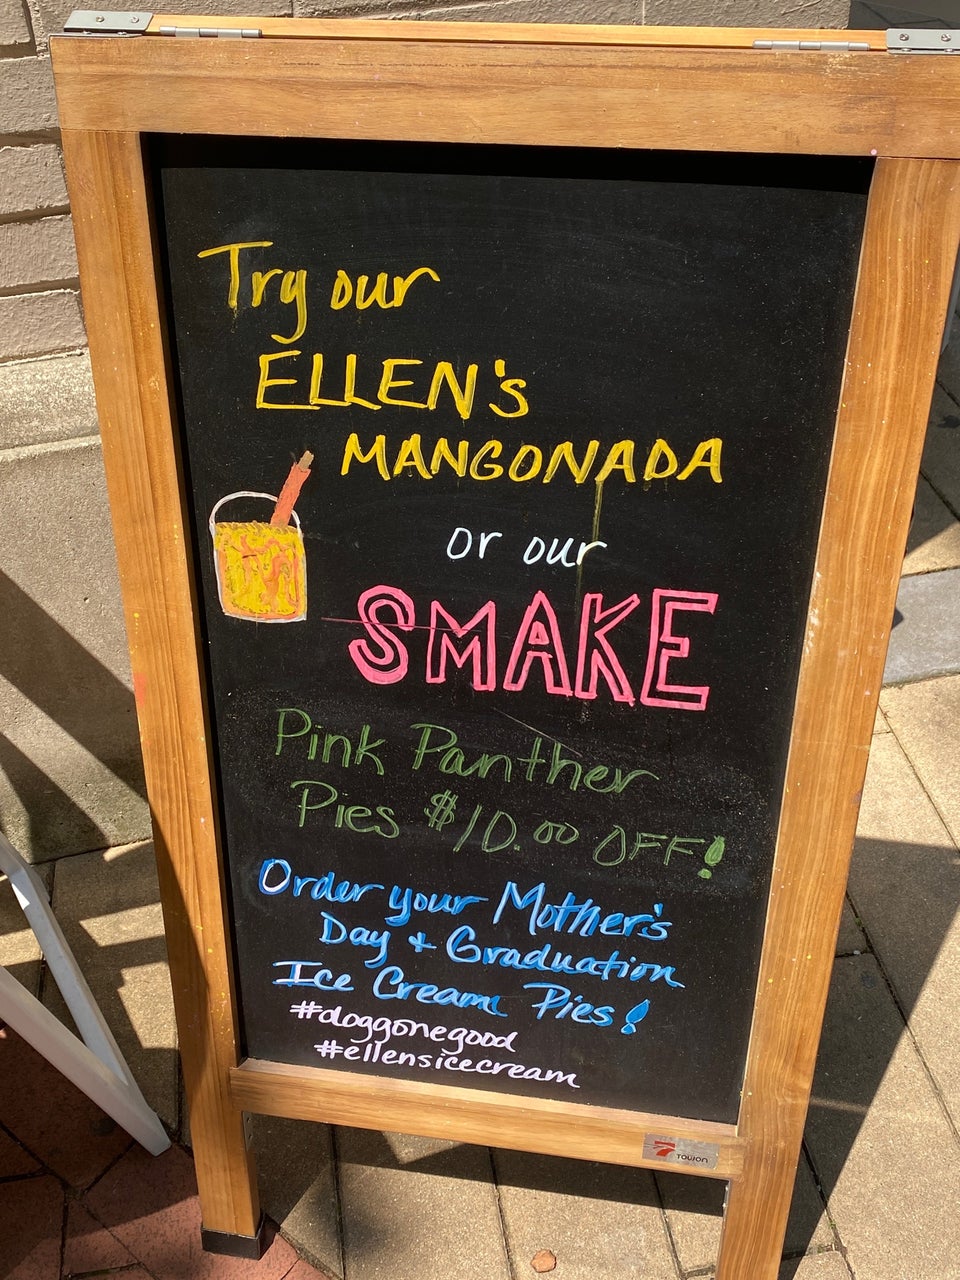 Try our
ELLEN's
MANGONADA
or our
SMAKE
Pink Panther
Pies $10.00 OFF!
Order your Mother's
Day + Graduation
Ice Cream Pies!
#doggonegood
#ellensicecream
TOWON